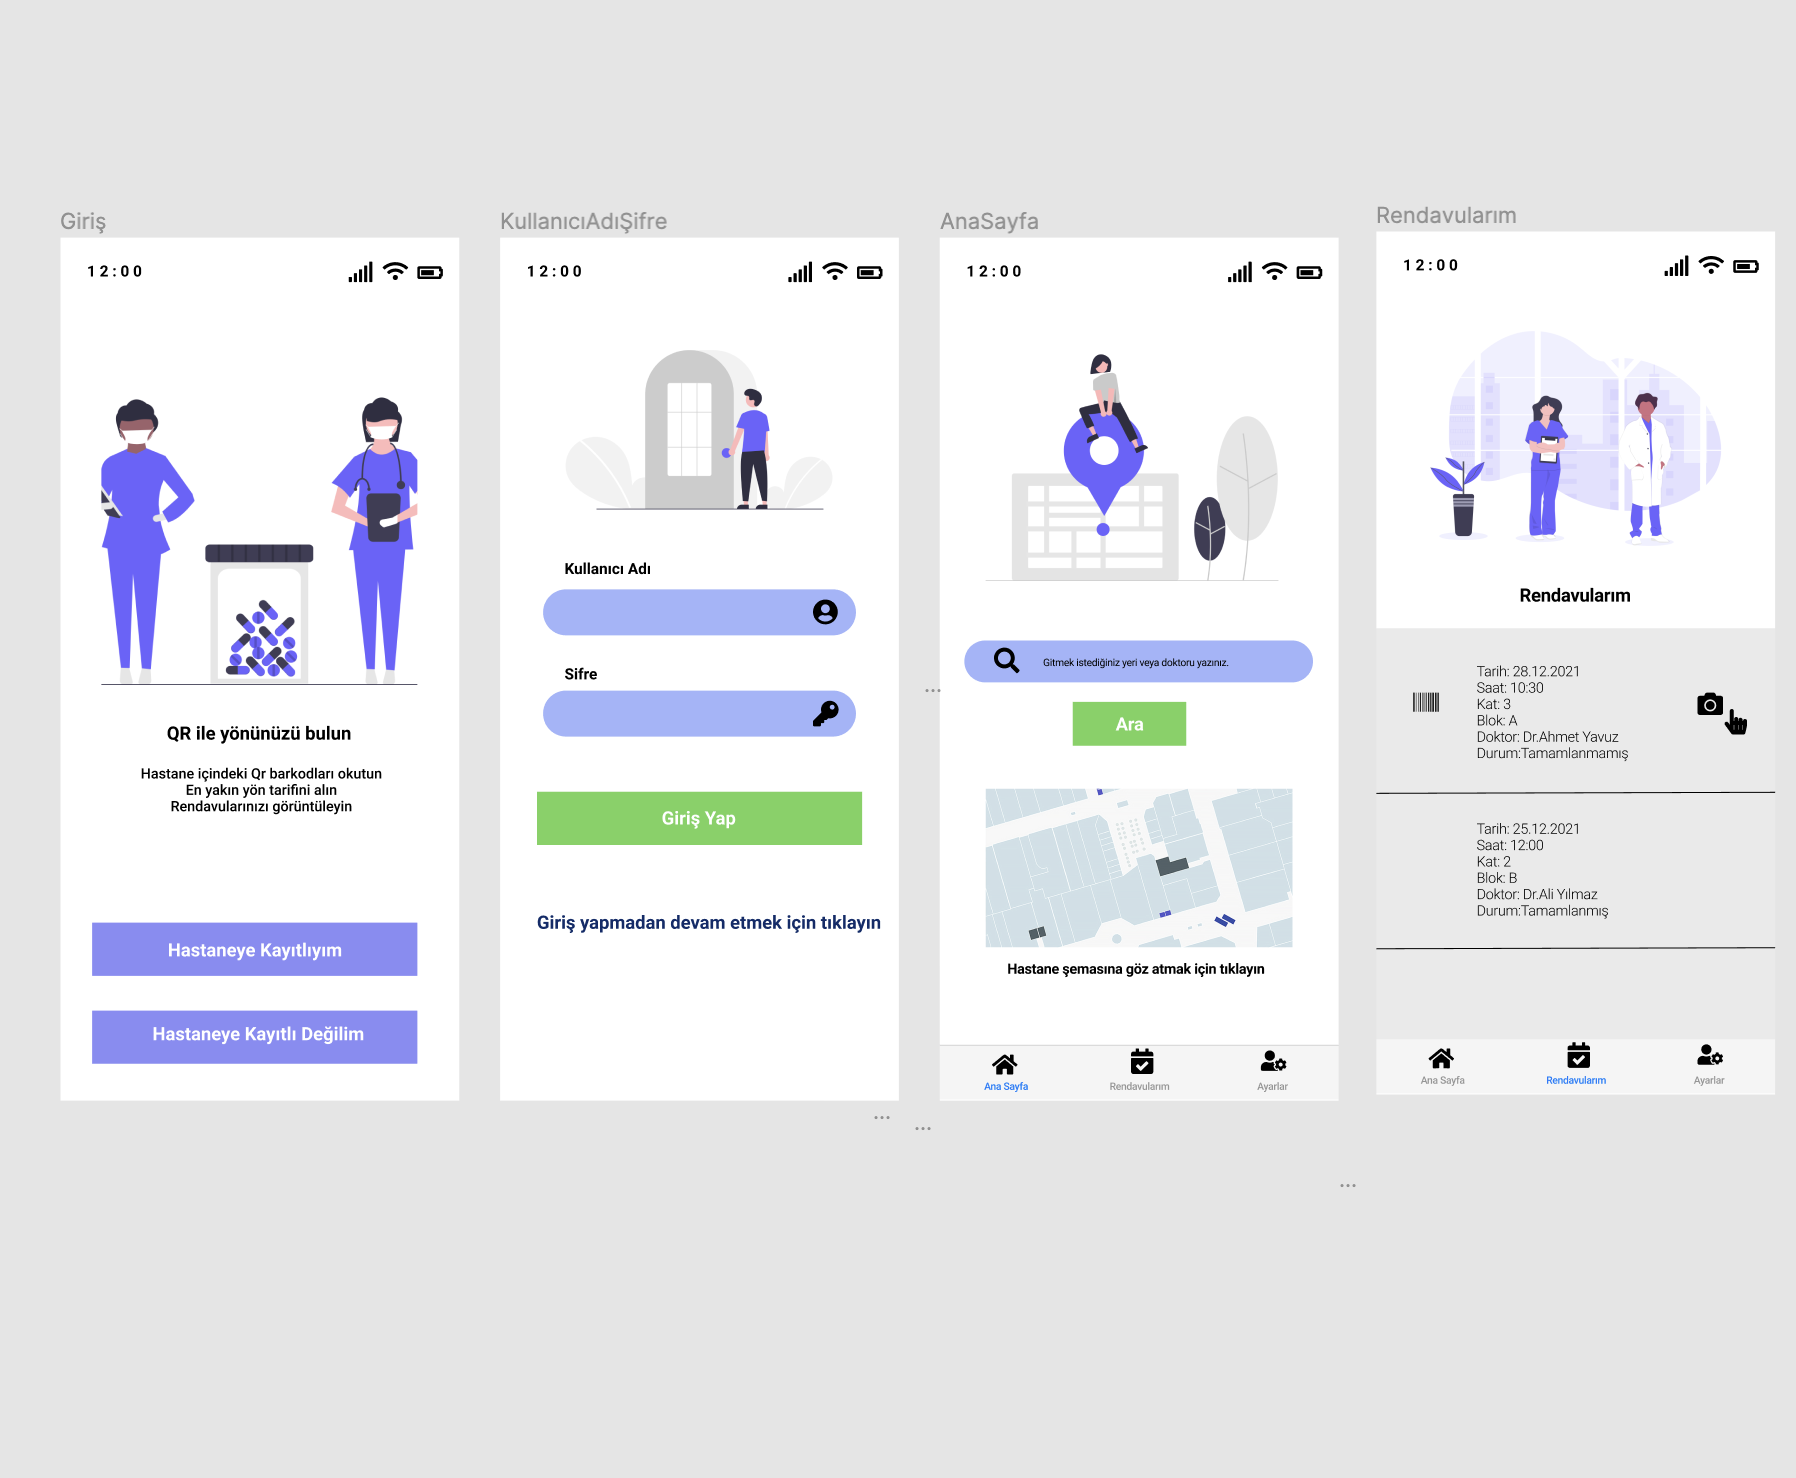 Giriş
12:00
QR ile yönünüzü bulun
Hastane içindeki Qr barkodları okutun
En yakın yön tarifini alın
Rendavularınızı görüntüleyin
Hastaneye Kayıtlıyım
Hastaneye Kayıtlı Değilim
KullanıcıAdıŞifre
12:00
Kullanıcı Adı
Sifre
Giriş Yap
Giriş yapmadan devam etmek için tıklayın
AnaSayfa
12:00
Gitmek istediğiniz yeri veya doktoru yazınız.
Ara
Hastane şemasına göz atmak için tıklayın
Ana Sayfa
Rendavularım
Ayarlar
Rendavularım
12:00
Rendavularım
Tarih: 28.12.2021
Saat: 10:30
Kat: 3
Blok: A
Doktor: Dr.Ahmet Yavuz
Durum:Tamamlanmamış
Tarih: 25.12.2021
Saat: 12:00
Kat: 2
Blok: B
Doktor: Dr.Ali Yılmaz
Durum:Tamamlanmış
Ana Sayfa
Rendavularım
Ayarlar
...
...
...
...